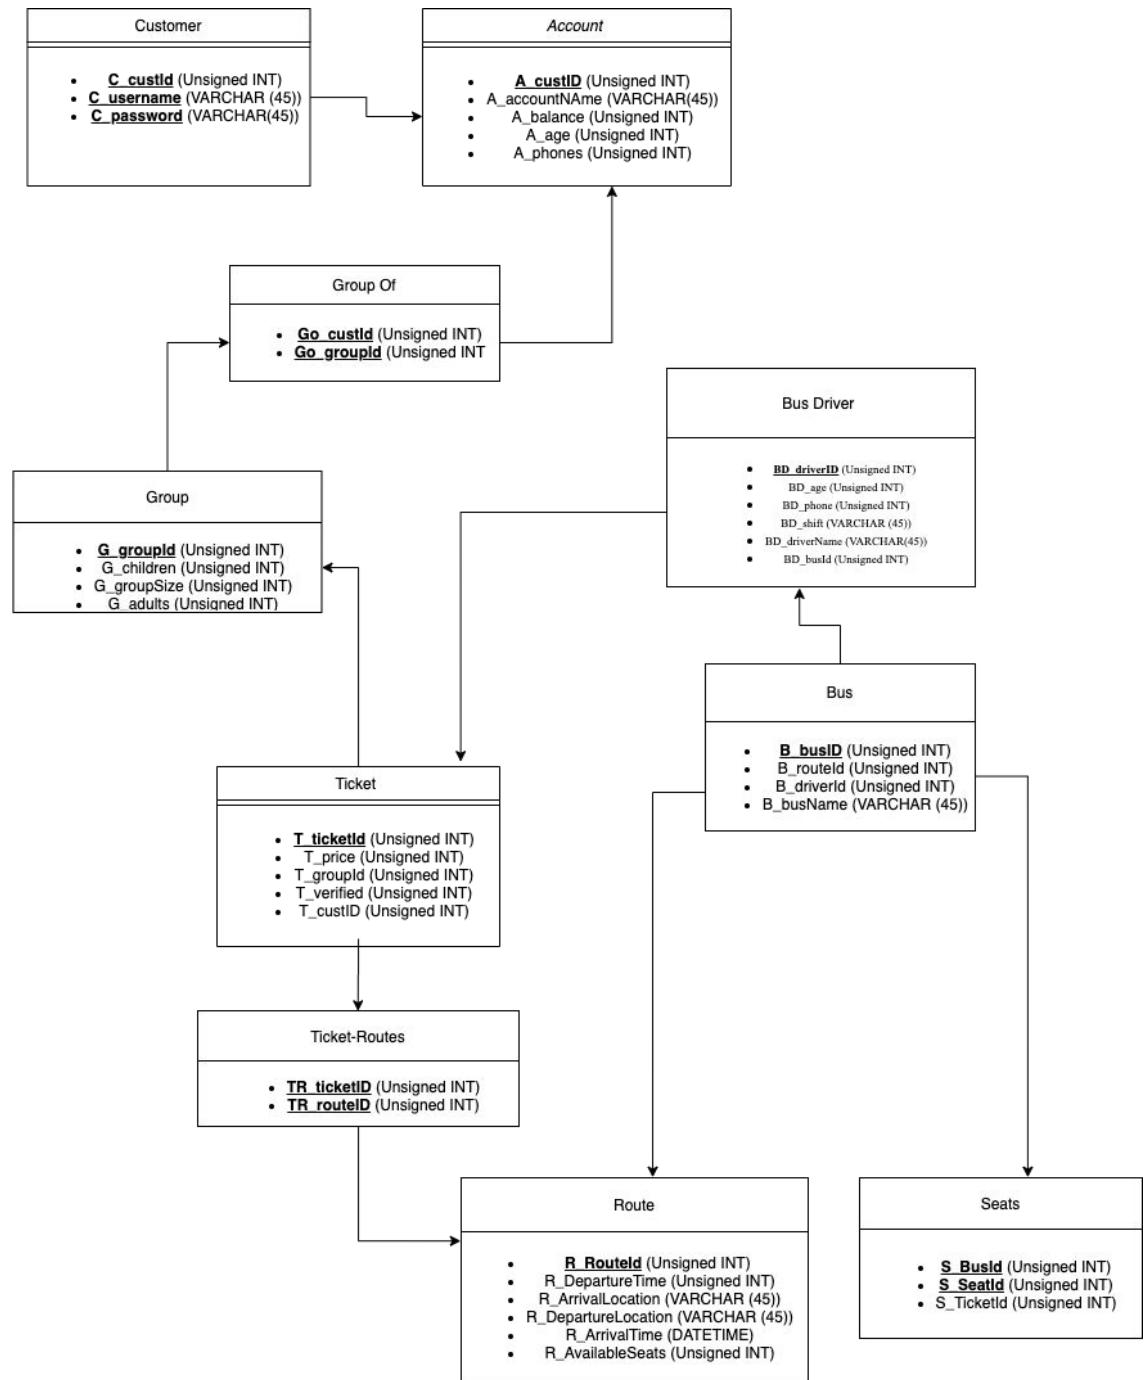 Customer
C_custId (Unsigned INT)
C_username (VARCHAR (45))
C_password (VARCHAR(45))
Account
A_custID (Unsigned INT)
A_accountNAme (VARCHAR(45))
A_balance (Unsigned INT)
A_age (Unsigned INT)
A_phones (Unsigned INT)
Group Of
Go_custId (Unsigned INT)
Go_groupId (Unsigned INT
Bus Driver
BD_driverID (Unsigned INT)
BD_age (Unsigned INT)
BD_phone (Unsigned INT)
BD_shift (VARCHAR (45))
BD_driverName (VARCHAR(45))
BD_busId (Unsigned INT)
Group
G_groupId (Unsigned INT)
G_children (Unsigned INT)
G_groupSize (Unsigned INT)
G_adults (Unsigned INT)
Bus
B_busID (Unsigned INT)
B_routeId (Unsigned INT)
B_driverId (Unsigned INT)
B_busName (VARCHAR (45))
Ticket
T_ticketId (Unsigned INT)
T_price (Unsigned INT)
T_groupId (Unsigned INT)
T_verified (Unsigned INT)
T_custID (Unsigned INT)
Ticket-Routes
TR_ticketID (Unsigned INT)
TR_routeID (Unsigned INT)
Route
R_RouteId (Unsigned INT)
R_DepartureTime (Unsigned INT)
R_ArrivalLocation (VARCHAR (45))
R_DepartureLocation (VARCHAR (45))
R_ArrivalTime (DATETIME)
R_AvailableSeats (Unsigned INT)
Seats
S_BusId (Unsigned INT)
S_SeatId (Unsigned INT)
S_TicketId (Unsigned INT)